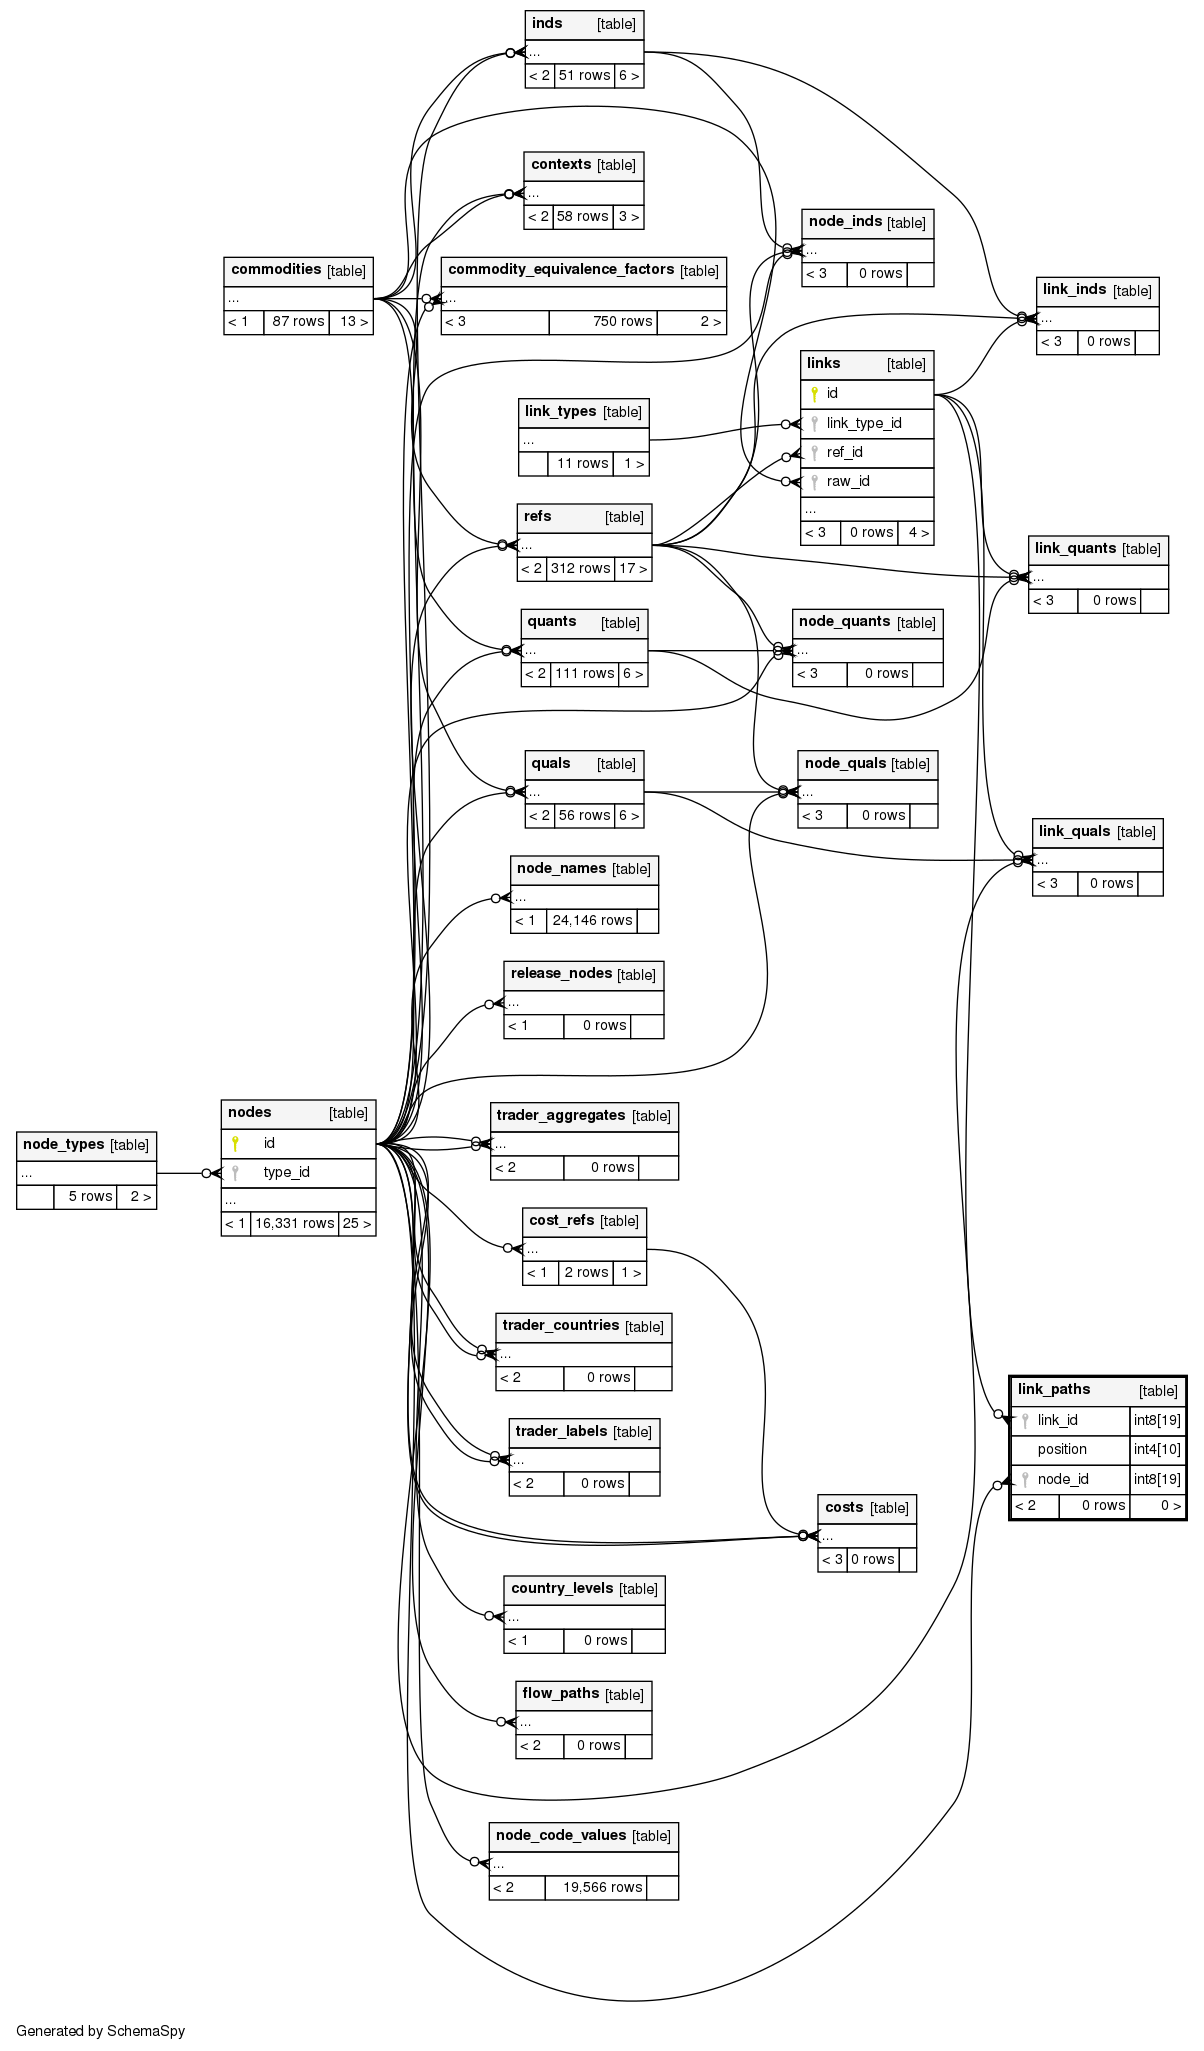 inds [table]
...
< 2 51 rows 6 >
contexts [table]
...
< 2 58 rows 3 >
node_inds [table]
...
< 3 0 rows
commodities [table]
...
< 1 87 rows 13 >
commodity_equivalence_factors [table]
...
< 3 750 rows 2 >
link_inds [table]
...
< 3 0 rows
links [table]
id
link_type_id
ref_id
raw_id
...
< 3 0 rows 4 >
link_types [table]
...
11 rows 1 >
refs [table]
...
< 2 312 rows 17 >
link_quants [table]
...
< 3 0 rows
quants [table]
...
< 2 111 rows 6 >
node_quants [table]
...
< 3 0 rows
quals [table]
...
< 2 56 rows 6 >
node_quals [table]
...
< 3 0 rows
link_quals [table]
...
< 3 0 rows
node_names [table]
...
< 1 24,146 rows
release_nodes [table]
...
< 1 0 rows
nodes [table]
id
type_id
...
< 1 16,331 rows 25 >
node_types [table]
...
5 rows 2 >
trader_aggregates [table]
...
< 2 0 rows
cost_refs [table]
...
< 1 2 rows 1 >
trader_countries [table]
...
< 2 0 rows
link_paths [table]
link_id int8[19]
position int4[10]
node_id int8[19]
< 2 0 rows 0 >
trader_labels [table]
...
< 2 0 rows
costs [table]
...
< 3 0 rows
country_levels [table]
...
< 1 0 rows
flow_paths [table]
...
< 2 0 rows
node_code_values [table]
...
< 2 19,566 rows
Generated by SchemaSpy